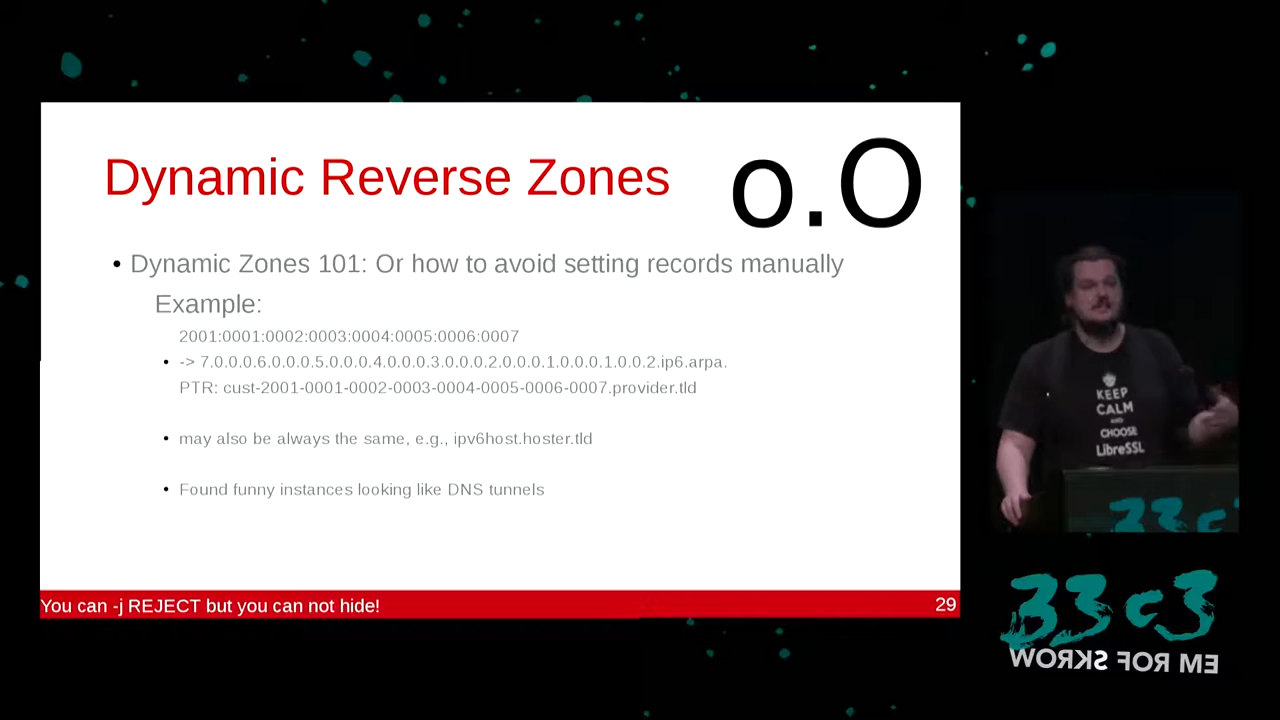 Dynamic Reverse Zones
o.O
Dynamic Zones 101: Or how to avoid setting records manually
Example:
2001:0001:0002:0003:0004:0005:0006:0007
-> 7.0.0.0.6.0.0.0.5.0.0.0.4.0.0.0.3.0.0.0.2.0.0.0.1.0.0.0.1.0.0.2.ip6.arpa.
PTR: cust-2001-0001-0002-0003-0004-0005-0006-0007.provider.tld
may also be always the same, e.g., ipv6host.hoster.tld
Found funny instances looking like DNS tunnels
You can -j REJECT but you can not hide!
29
KEEP
CALM
AND
CHOOSE
LibreSSL
33c3
33c3
WORKS FOR ME